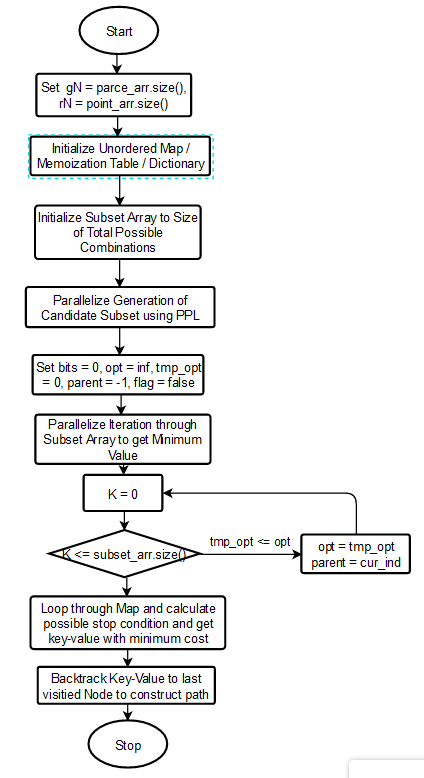 Start
Set gN = parce_arr.size(),
rN = point_arr.size()
Initialize Unordered Map /
Memoization Table / Dictionary
Initialize Subset Array to Size
of Total Possible
Combinations
Parallelize Generation of
Candidate Subset using PPL
Set bits = 0, opt = inf, tmp_opt
= 0, parent = -1, flag = false
Parallelize Iteration through
Subset Array to get Minimum
Value
K = 0
K <= subset_arr.size()
tmp_opt <= opt
opt = tmp_opt
parent = cur_ind
Loop through Map and calculate
possible stop condition and get
key-value with minimum cost
Backtrack Key-Value to last
visitied Node to construct path
Stop